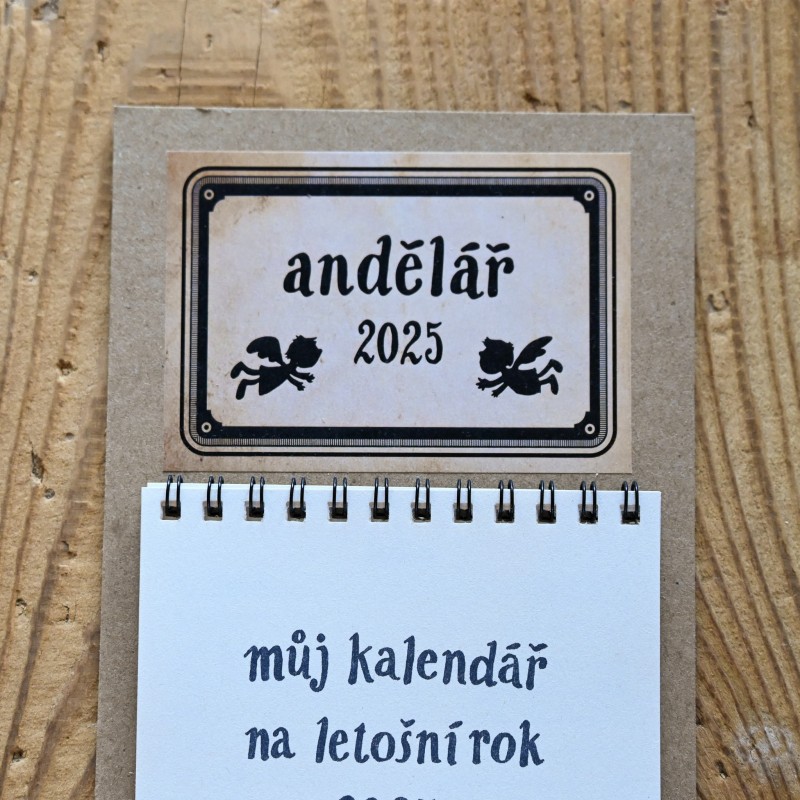 andělář
2025
můj kalendář
na letošní rok